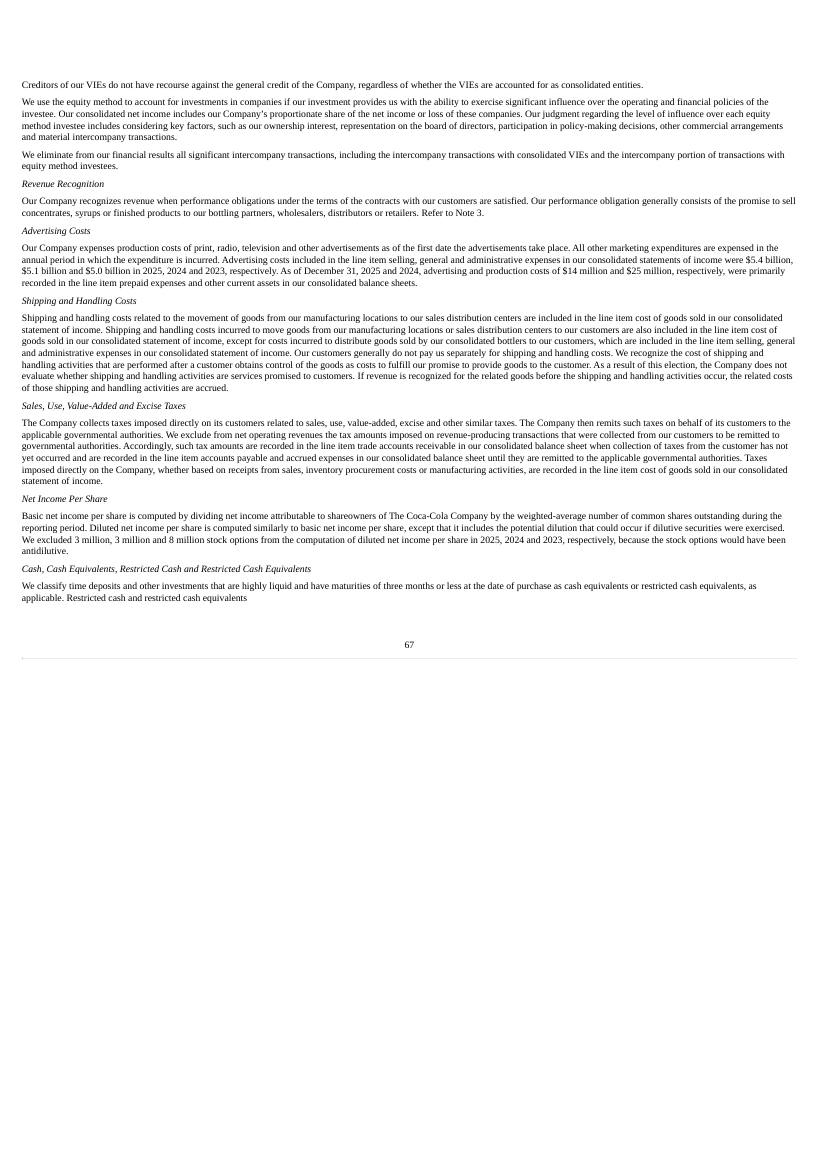 Creditors of our VIEs do not have recourse against the general credit of the Company, regardless of whether the VIEs are accounted for as consolidated entities.
We use the equity method to account for investments in companies if our investment provides us with the ability to exercise significant influence over the operating and financial policies of the
investee. Our consolidated net income includes our Company’s proportionate share of the net income or loss of these companies. Our judgment regarding the level of influence over each equity
method investee includes considering key factors, such as our ownership interest, representation on the board of directors, participation in policy-making decisions, other commercial arrangements
and material intercompany transactions.
We eliminate from our financial results all significant intercompany transactions, including the intercompany transactions with consolidated VIEs and the intercompany portion of transactions with
equity method investees.
Revenue Recognition
Our Company recognizes revenue when performance obligations under the terms of the contracts with our customers are satisfied. Our performance obligation generally consists of the promise to sell
concentrates, syrups or finished products to our bottling partners, wholesalers, distributors or retailers. Refer to Note 3.
Advertising Costs
Our Company expenses production costs of print, radio, television and other advertisements as of the first date the advertisements take place. All other marketing expenditures are expensed in the
annual period in which the expenditure is incurred. Advertising costs included in the line item selling, general and administrative expenses in our consolidated statements of income were $5.4 billion,
$5.1 billion and $5.0 billion in 2025, 2024 and 2023, respectively. As of December 31, 2025 and 2024, advertising and production costs of $14 million and $25 million, respectively, were primarily
recorded in the line item prepaid expenses and other current assets in our consolidated balance sheets.
Shipping and Handling Costs
Shipping and handling costs related to the movement of goods from our manufacturing locations to our sales distribution centers are included in the line item cost of goods sold in our consolidated
statement of income. Shipping and handling costs incurred to move goods from our manufacturing locations or sales distribution centers to our customers are also included in the line item cost of
goods sold in our consolidated statement of income, except for costs incurred to distribute goods sold by our consolidated bottlers to our customers, which are included in the line item selling, general
and administrative expenses in our consolidated statement of income. Our customers generally do not pay us separately for shipping and handling costs. We recognize the cost of shipping and
handling activities that are performed after a customer obtains control of the goods as costs to fulfill our promise to provide goods to the customer. As a result of this election, the Company does not
evaluate whether shipping and handling activities are services promised to customers. If revenue is recognized for the related goods before the shipping and handling activities occur, the related costs
of those shipping and handling activities are accrued.
Sales, Use, Value-Added and Excise Taxes
The Company collects taxes imposed directly on its customers related to sales, use, value-added, excise and other similar taxes. The Company then remits such taxes on behalf of its customers to the
applicable governmental authorities. We exclude from net operating revenues the tax amounts imposed on revenue-producing transactions that were collected from our customers to be remitted to
governmental authorities. Accordingly, such tax amounts are recorded in the line item trade accounts receivable in our consolidated balance sheet when collection of taxes from the customer has not
yet occurred and are recorded in the line item accounts payable and accrued expenses in our consolidated balance sheet until they are remitted to the applicable governmental authorities. Taxes
imposed directly on the Company, whether based on receipts from sales, inventory procurement costs or manufacturing activities, are recorded in the line item cost of goods sold in our consolidated
statement of income.
Net Income Per Share
Basic net income per share is computed by dividing net income attributable to shareowners of The Coca-Cola Company by the weighted-average number of common shares outstanding during the
reporting period. Diluted net income per share is computed similarly to basic net income per share, except that it includes the potential dilution that could occur if dilutive securities were exercised.
We excluded 3 million, 3 million and 8 million stock options from the computation of diluted net income per share in 2025, 2024 and 2023, respectively, because the stock options would have been
antidilutive.
Cash, Cash Equivalents, Restricted Cash and Restricted Cash Equivalents
We classify time deposits and other investments that are highly liquid and have maturities of three months or less at the date of purchase as cash equivalents or restricted cash equivalents, as
applicable. Restricted cash and restricted cash equivalents
67